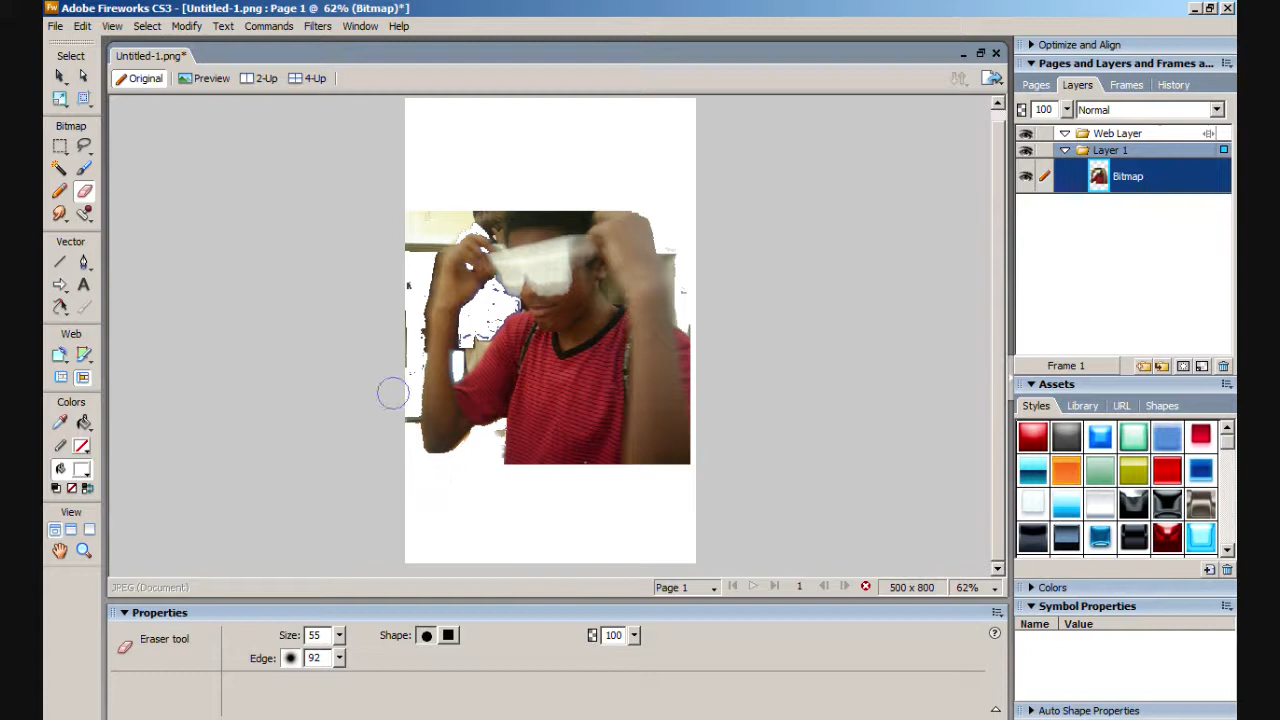 Adobe Fireworks CS3 - [Untitled-1.png : Page 1 @ 62% (Bitmap)*]
File Edit View Select Modify Text Commands Filters Window Help
Select
Bitmap
Vector
Web
Colors
View
Untitled-1.png*
Original Preview 2-Up 4-Up
JPEG (Document)
Page 1
1
500 x 800
62%
Properties
Eraser tool
Size: 55
Shape:
100
Edge: 92
Optimize and Align
Pages and Layers and Frames a...
Pages Layers Frames History
100 Normal
Web Layer
Layer 1
Bitmap
Frame 1
Assets
Styles Library URL Shapes
Colors
Symbol Properties
Name Value
Auto Shape Properties